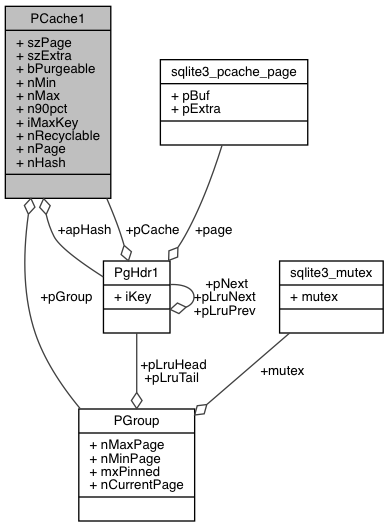 PCache1
+ szPage
+ szExtra
+ bPurgeable
+ nMin
+ nMax
+ n90pct
+ iMaxKey
+ nRecyclable
+ nPage
+ nHash
sqlite3_pcache_page
+ pBuf
+ pExtra
+apHash
+pCache
+page
PgHdr1
+ iKey
+pNext
+pLruNext
+pLruPrev
sqlite3_mutex
+ mutex
+pGroup
+pLruHead
+pLruTail
+mutex
PGroup
+ nMaxPage
+ nMinPage
+ mxPinned
+ nCurrentPage